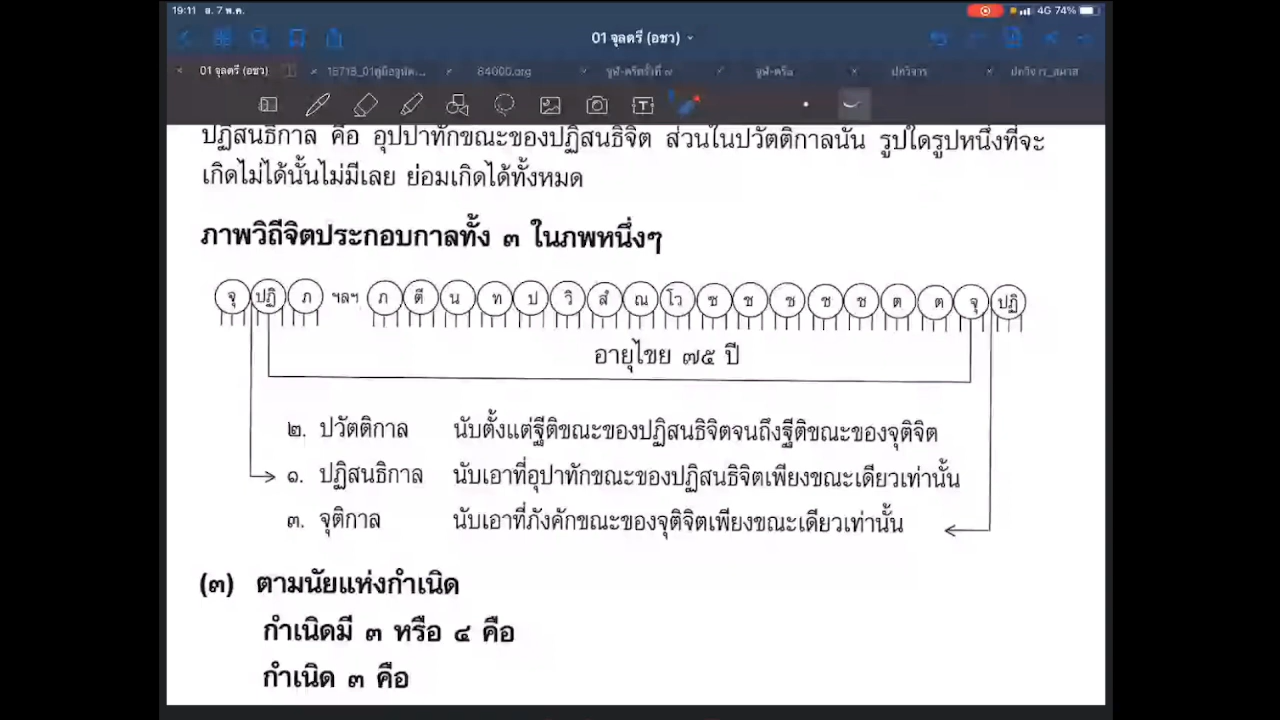 19:11 อ. 7 พ.ค.
4G 74%
01 จุลตรี (อชว)
01 จุลตรี (อชว)
84000.org
ปฏิสนธิกาล คือ อุปปาทักขณะของปฏิสนธิจิต ส่วนในปวัตติกาลนั้น รูปใดรูปหนึ่งที่จะ
เกิดไม่ได้นั้นไม่มีเลย ย่อมเกิดได้ทั้งหมด
ภาพวิถีจิตประกอบกาลทั้ง ๓ ในภพหนึ่งๆ
จุ ปฏิ ภ ฯลฯ ภ ตี น ท ป วิ สํ ณ โว ช ช ช ช ช ต ต จุ ปฏิ
อายุไขย ๗๕ ปี
๒. ปวัตติกาล นับตั้งแต่ฐีติขณะของปฏิสนธิจิตจนถึงฐีติขณะของจุติจิต
๑. ปฏิสนธิกาล นับเอาที่อุปาทักขณะของปฏิสนธิจิตเพียงขณะเดียวเท่านั้น
๓. จุติกาล นับเอาที่ภังคักขณะของจุติจิตเพียงขณะเดียวเท่านั้น
(๓) ตามนัยแห่งกำเนิด
กำเนิดมี ๓ หรือ ๔ คือ
กำเนิด ๓ คือ